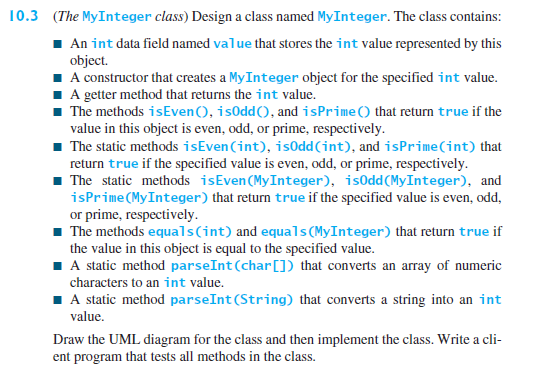 10.3 (The MyInteger class) Design a class named MyInteger. The class contains:
■ An int data field named value that stores the int value represented by this
object.
■ A constructor that creates a MyInteger object for the specified int value.
■ A getter method that returns the int value.
■ The methods isEven(), isOdd(), and isPrime() that return true if the
value in this object is even, odd, or prime, respectively.
■ The static methods isEven(int), isOdd(int), and isPrime(int) that
return true if the specified value is even, odd, or prime, respectively.
■ The static methods isEven(MyInteger), isOdd(MyInteger), and
isPrime(MyInteger) that return true if the specified value is even, odd,
or prime, respectively.
■ The methods equals(int) and equals(MyInteger) that return true if
the value in this object is equal to the specified value.
■ A static method parseInt(char[]) that converts an array of numeric
characters to an int value.
■ A static method parseInt(String) that converts a string into an int
value.
Draw the UML diagram for the class and then implement the class. Write a cli-
ent program that tests all methods in the class.